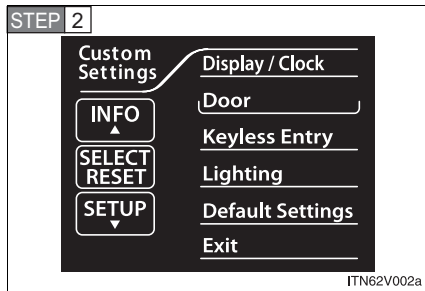 STEP 2
Custom
Settings
INFO
SELECT
RESET
SETUP
Display / Clock
Door
Keyless Entry
Lighting
Default Settings
Exit
ITN62V002a